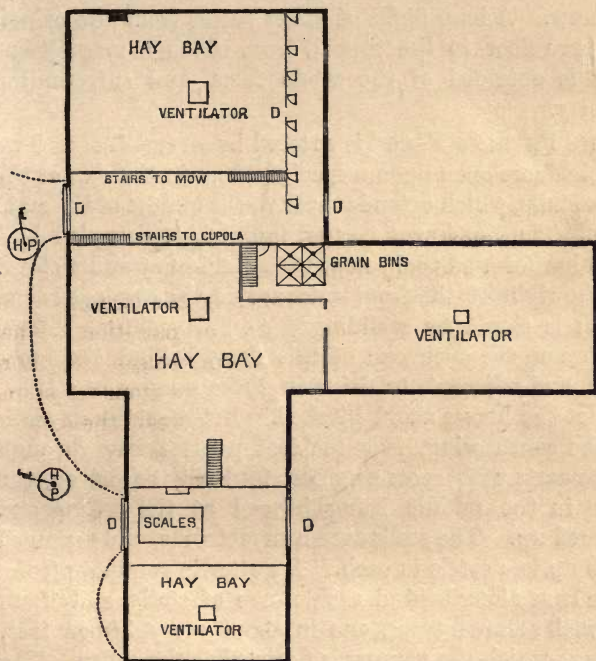 HAY BAY
VENTILATOR D
STAIRS TO MOW
D
D
HP
STAIRS TO CUPOLA
GRAIN BINS
VENTILATOR
VENTILATOR
HAY BAY
H
P
D
SCALES
D
HAY BAY
VENTILATOR